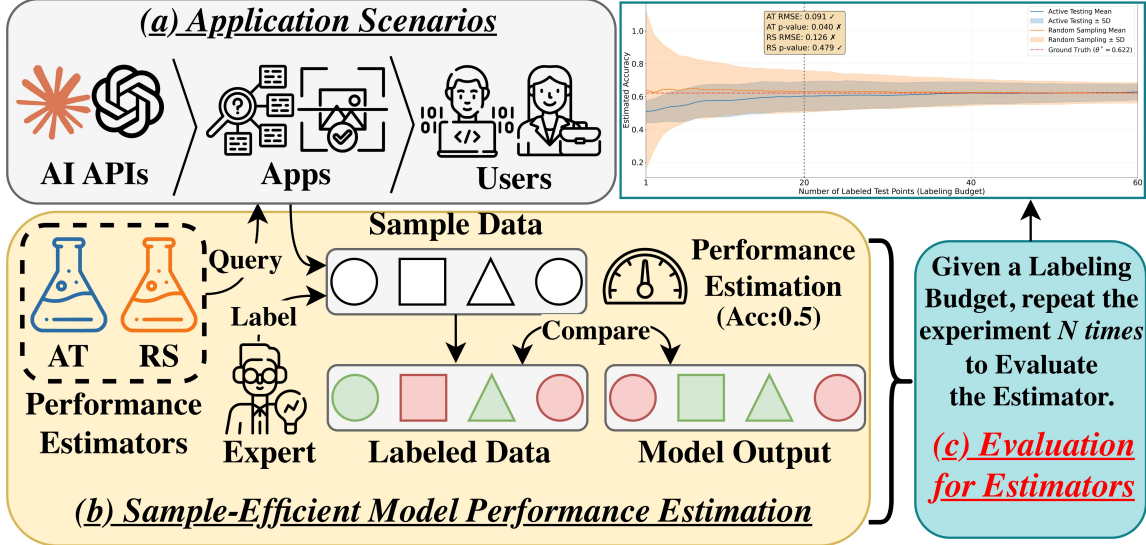 (a) Application Scenarios
AI APIs
Apps
Users
1.0
0.8
0.6
0.4
0.2
Estimated Accuracy
1
20
60
Number of Labeled Test Points (Labeling Budget)
AT RMSE: 0.091 ✓
AT p-value: 0.040 ✗
RS RMSE: 0.126 ✗
RS p-value: 0.479 ✓
Active Testing Mean
Active Testing ± SD
Random Sampling Mean
Random Sampling ± SD
Ground Truth (θ* = 0.622)
AT
RS
Performance
Estimators
Query
Label
Expert
Sample Data
Performance
Estimation
(Acc:0.5)
Compare
Labeled Data
Model Output
(b) Sample-Efficient Model Performance Estimation
Given a Labeling
Budget, repeat the
experiment N times
to Evaluate
the Estimator.
(c) Evaluation
for Estimators